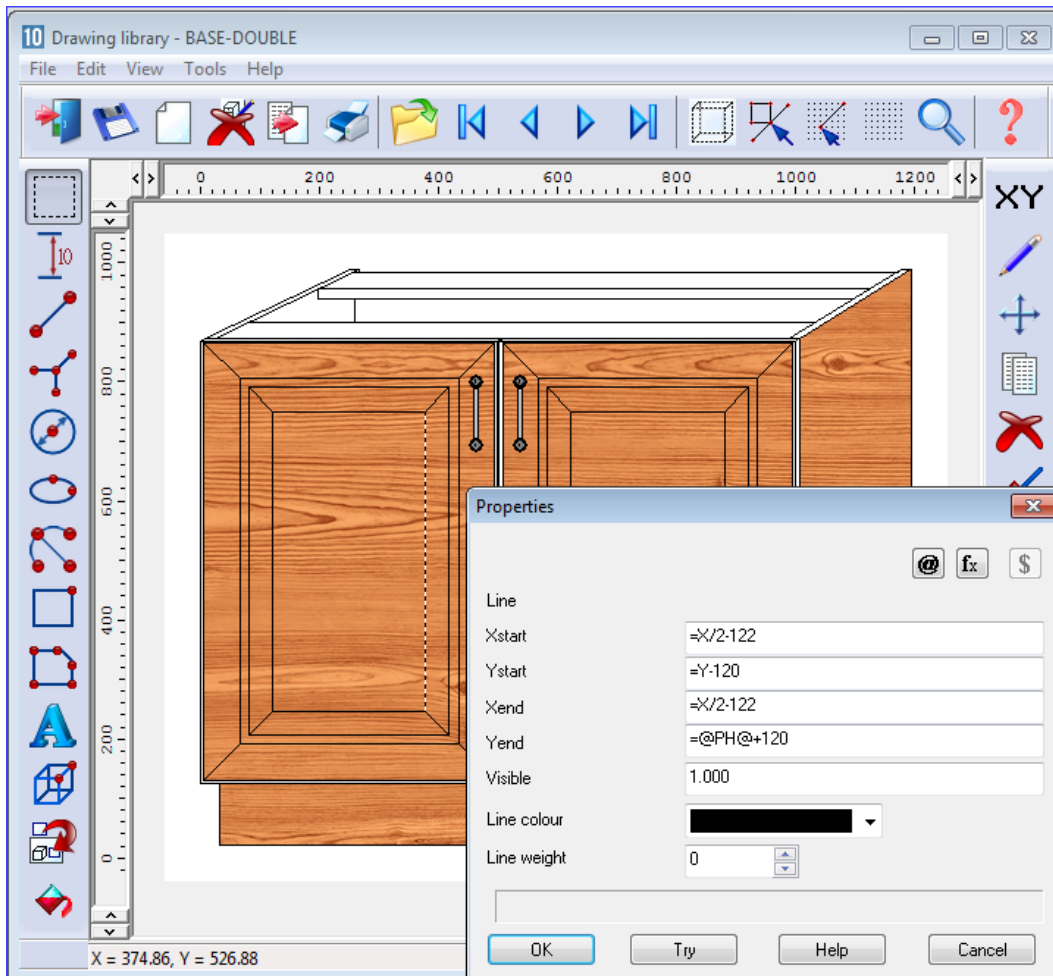 10 Drawing library - BASE-DOUBLE
File Edit View Tools Help
0 200 400 600 800 1000 1200
XY
10
1000
800
600
400
200
0
Properties
@ fx $
Line
Xstart =X/2-122
Ystart =Y-120
Xend =X/2-122
Yend =@PH@+120
Visible 1.000
Line colour
Line weight 0
OK Try Help Cancel
A
X = 374.86, Y = 526.88